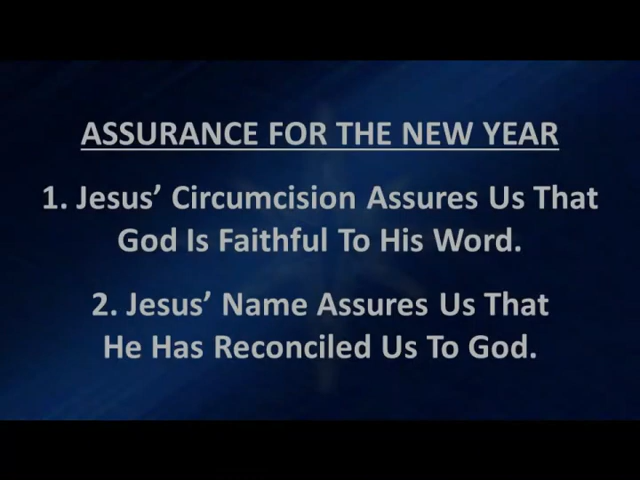 ASSURANCE FOR THE NEW YEAR
1. Jesus’ Circumcision Assures Us That
God Is Faithful To His Word.
2. Jesus’ Name Assures Us That
He Has Reconciled Us To God.